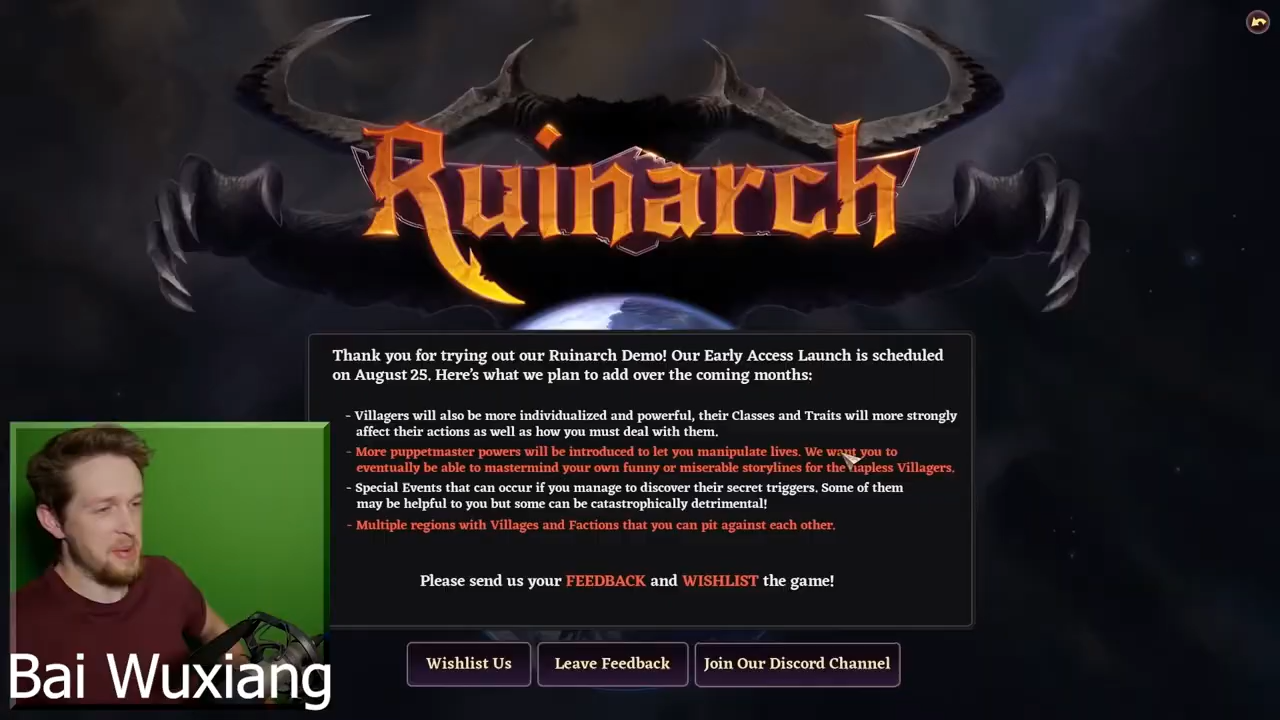 Ruinarch
Thank you for trying out our Ruinarch Demo! Our Early Access Launch is scheduled
on August 25. Here's what we plan to add over the coming months:
- Villagers will also be more individualized and powerful, their Classes and Traits will more strongly
affect their actions as well as how you must deal with them.
- More puppetmaster powers will be introduced to let you manipulate lives. We want you to
eventually be able to mastermind your own funny or miserable storylines for the hapless Villagers.
- Special Events that can occur if you manage to discover their secret triggers. Some of them
may be helpful to you but some can be catastrophically detrimental!
- Multiple regions with Villages and Factions that you can pit against each other.
Please send us your FEEDBACK and WISHLIST the game!
Wishlist Us
Leave Feedback
Join Our Discord Channel
Bai Wuxiang